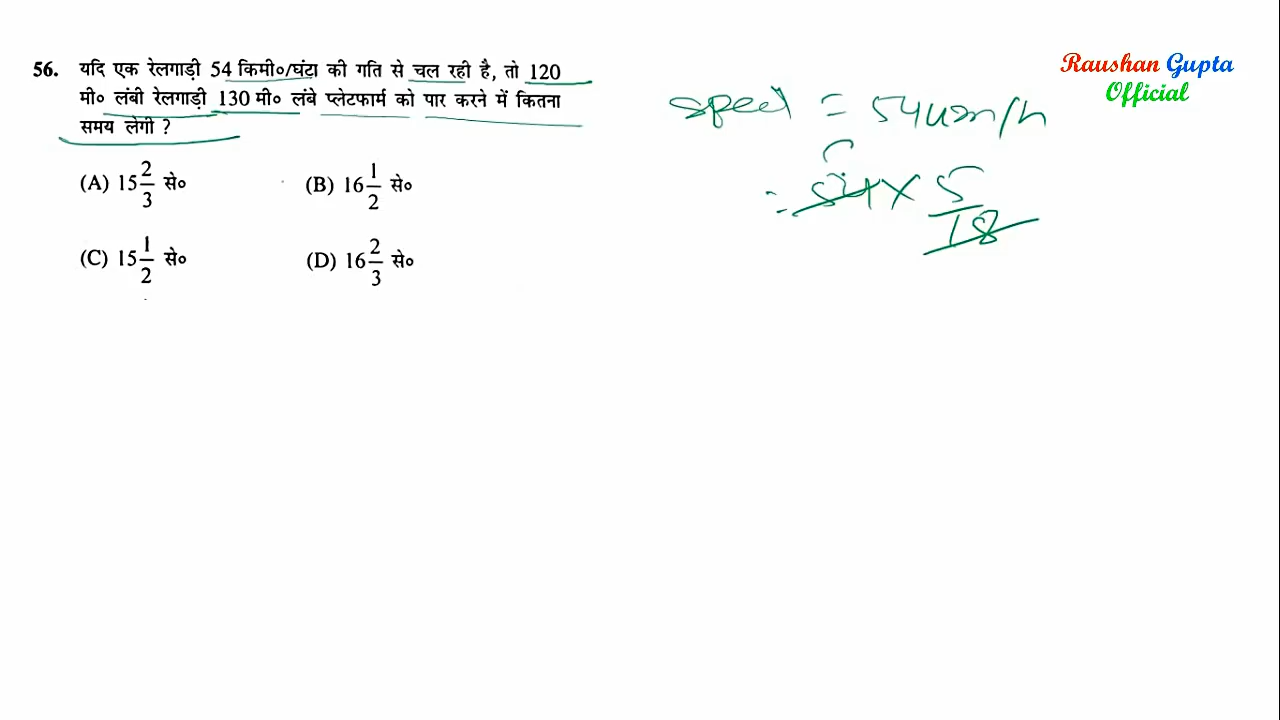 56. यदि एक रेलगाड़ी 54 किमी०/घंटा की गति से चल रही है, तो 120
मी० लंबी रेलगाड़ी 130 मी० लंबे प्लेटफार्म को पार करने में कितना
समय लेगी ?
(A) 15 2/3 से० (B) 16 1/2 से०
(C) 15 1/2 से० (D) 16 2/3 से०
Raushan Gupta
Official
speed = 54 km/h
= 54 × 5/18